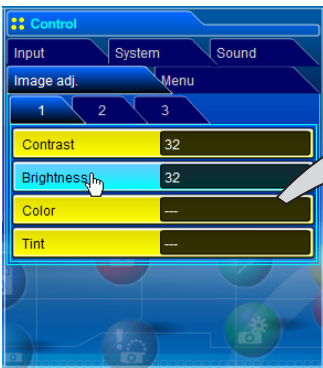 Control
Input System Sound
Image adj. Menu
1 2 3
Contrast 32
Brightness 32
Color ---
Tint ---